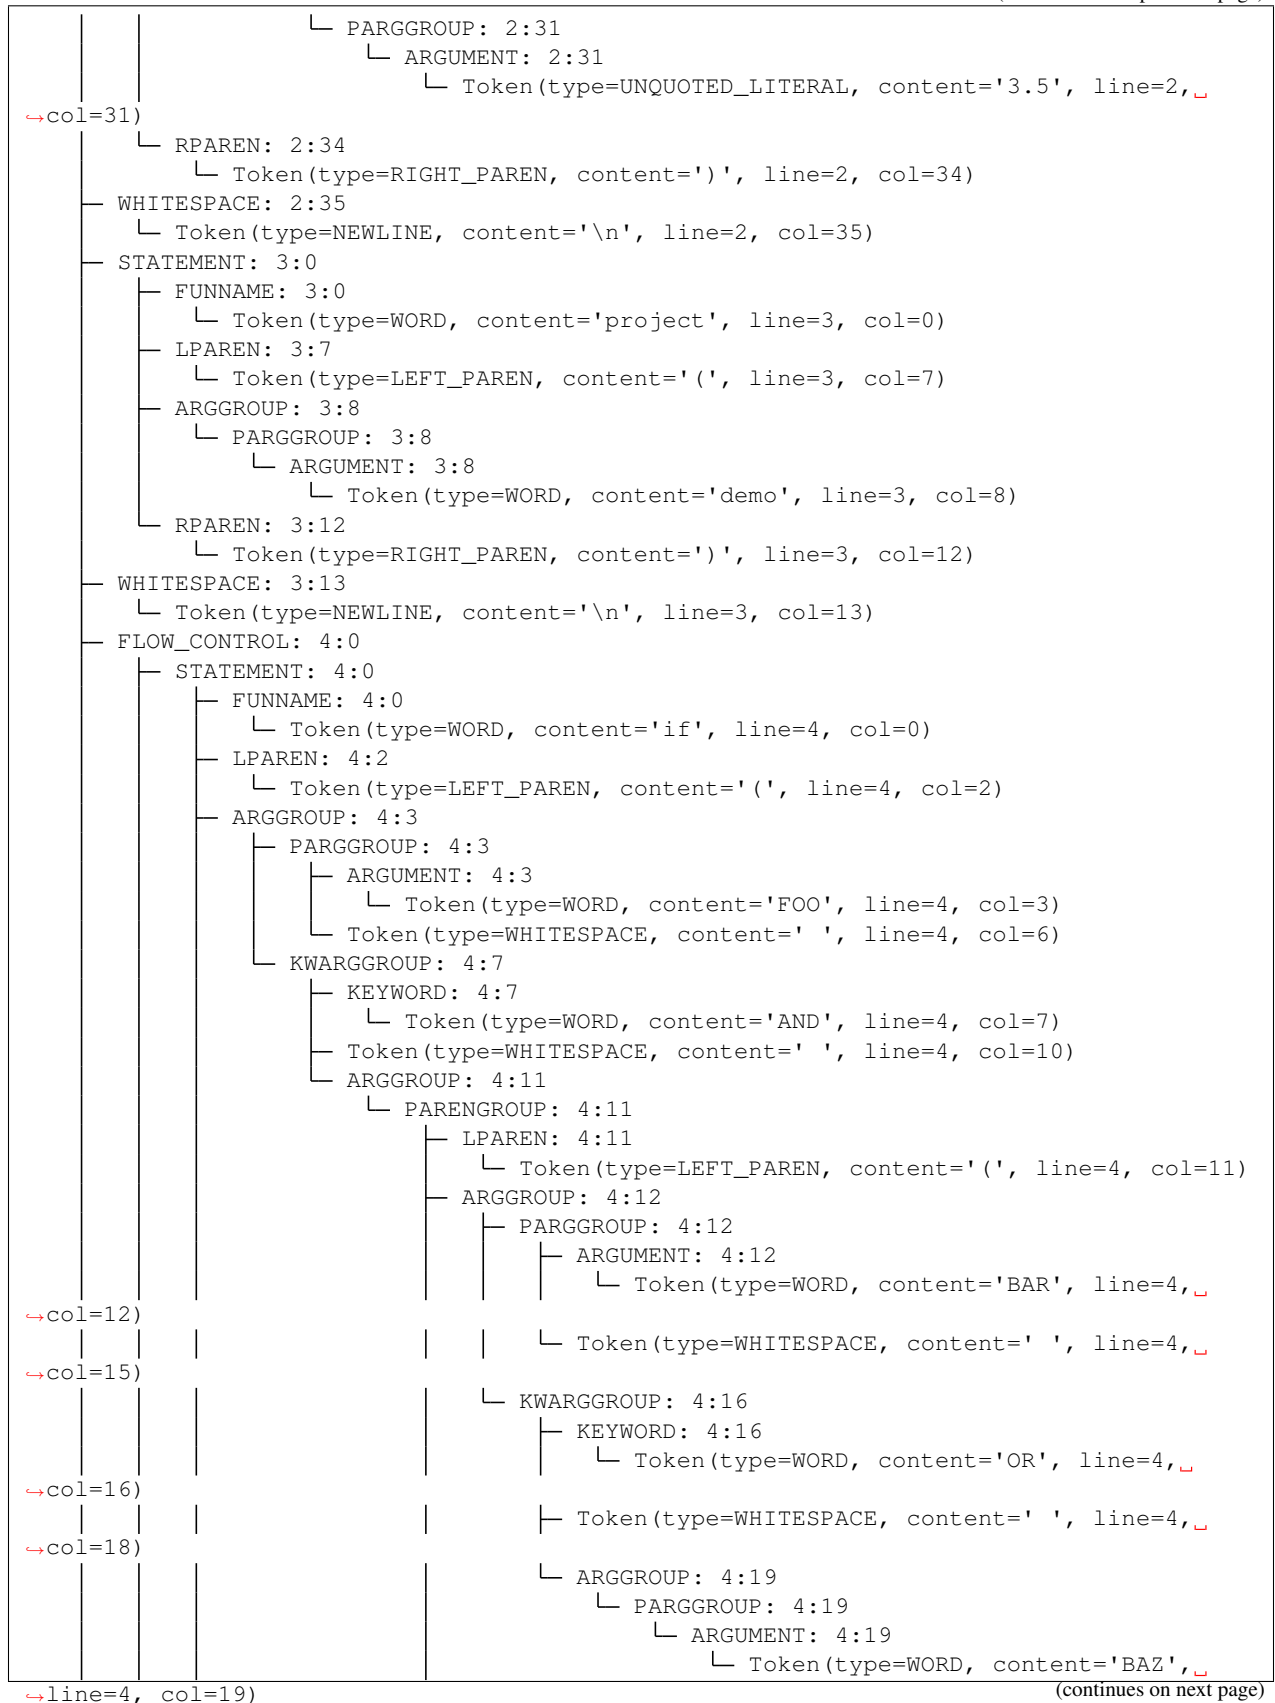 └─ PARGGROUP: 2:31
└─ ARGUMENT: 2:31
└─ Token(type=UNQUOTED_LITERAL, content='3.5', line=2,␣
↪col=31)
│   └─ RPAREN: 2:34
│       └─ Token(type=RIGHT_PAREN, content=')', line=2, col=34)
├─ WHITESPACE: 2:35
│   └─ Token(type=NEWLINE, content='\n', line=2, col=35)
├─ STATEMENT: 3:0
│   ├─ FUNNAME: 3:0
│   │   └─ Token(type=WORD, content='project', line=3, col=0)
│   ├─ LPAREN: 3:7
│   │   └─ Token(type=LEFT_PAREN, content='(', line=3, col=7)
│   ├─ ARGGROUP: 3:8
│   │   └─ PARGGROUP: 3:8
│   │       └─ ARGUMENT: 3:8
│   │           └─ Token(type=WORD, content='demo', line=3, col=8)
│   └─ RPAREN: 3:12
│       └─ Token(type=RIGHT_PAREN, content=')', line=3, col=12)
├─ WHITESPACE: 3:13
│   └─ Token(type=NEWLINE, content='\n', line=3, col=13)
├─ FLOW_CONTROL: 4:0
│   ├─ STATEMENT: 4:0
│   │   ├─ FUNNAME: 4:0
│   │   │   └─ Token(type=WORD, content='if', line=4, col=0)
│   │   ├─ LPAREN: 4:2
│   │   │   └─ Token(type=LEFT_PAREN, content='(', line=4, col=2)
│   │   ├─ ARGGROUP: 4:3
│   │   │   ├─ PARGGROUP: 4:3
│   │   │   │   ├─ ARGUMENT: 4:3
│   │   │   │   │   └─ Token(type=WORD, content='FOO', line=4, col=3)
│   │   │   │   └─ Token(type=WHITESPACE, content=' ', line=4, col=6)
│   │   │   └─ KWARGGROUP: 4:7
│   │   │       ├─ KEYWORD: 4:7
│   │   │       │   └─ Token(type=WORD, content='AND', line=4, col=7)
│   │   │       ├─ Token(type=WHITESPACE, content=' ', line=4, col=10)
│   │   │       └─ ARGGROUP: 4:11
│   │   │           └─ PARENGROUP: 4:11
│   │   │               ├─ LPAREN: 4:11
│   │   │               │   └─ Token(type=LEFT_PAREN, content='(', line=4, col=11)
│   │   │               ├─ ARGGROUP: 4:12
│   │   │               │   ├─ PARGGROUP: 4:12
│   │   │               │   │   ├─ ARGUMENT: 4:12
│   │   │               │   │   │   └─ Token(type=WORD, content='BAR', line=4,␣
↪col=12)
│   │   │               │   │   └─ Token(type=WHITESPACE, content=' ', line=4,␣
↪col=15)
│   │   │               │   └─ KWARGGROUP: 4:16
│   │   │               │       ├─ KEYWORD: 4:16
│   │   │               │       │   └─ Token(type=WORD, content='OR', line=4,␣
↪col=16)
│   │   │               │       ├─ Token(type=WHITESPACE, content=' ', line=4,␣
↪col=18)
│   │   │               │       └─ ARGGROUP: 4:19
│   │   │               │           └─ PARGGROUP: 4:19
│   │   │               │               └─ ARGUMENT: 4:19
│   │   │               │                   └─ Token(type=WORD, content='BAZ',␣
↪line=4, col=19)
(continues on next page)